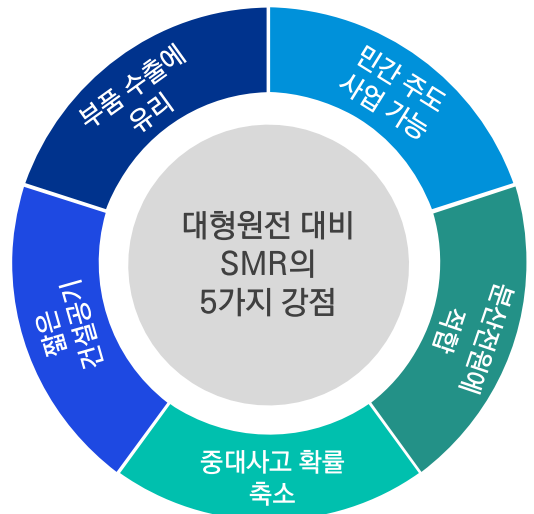 대형원전 대비
SMR의
5가지 강점
민간 주도
사업 가능
분산전원에
적합
중대사고 확률
축소
짧은
건설공기
부품 수출에
유리